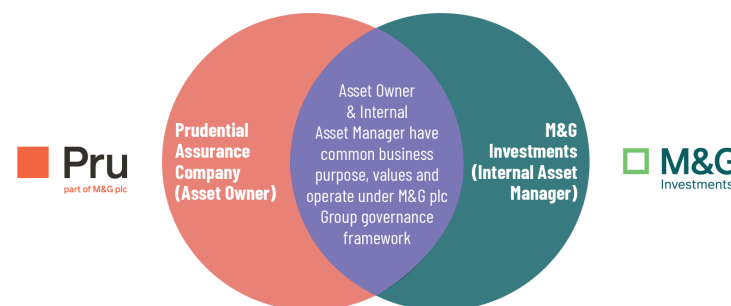 Pru
part of M&G plc
Prudential
Assurance
Company
(Asset Owner)
Asset Owner
& Internal
Asset Manager have
common business
purpose, values and
operate under M&G plc
Group governance
framework
M&G
Investments
(Internal Asset
Manager)
M&G
Investments